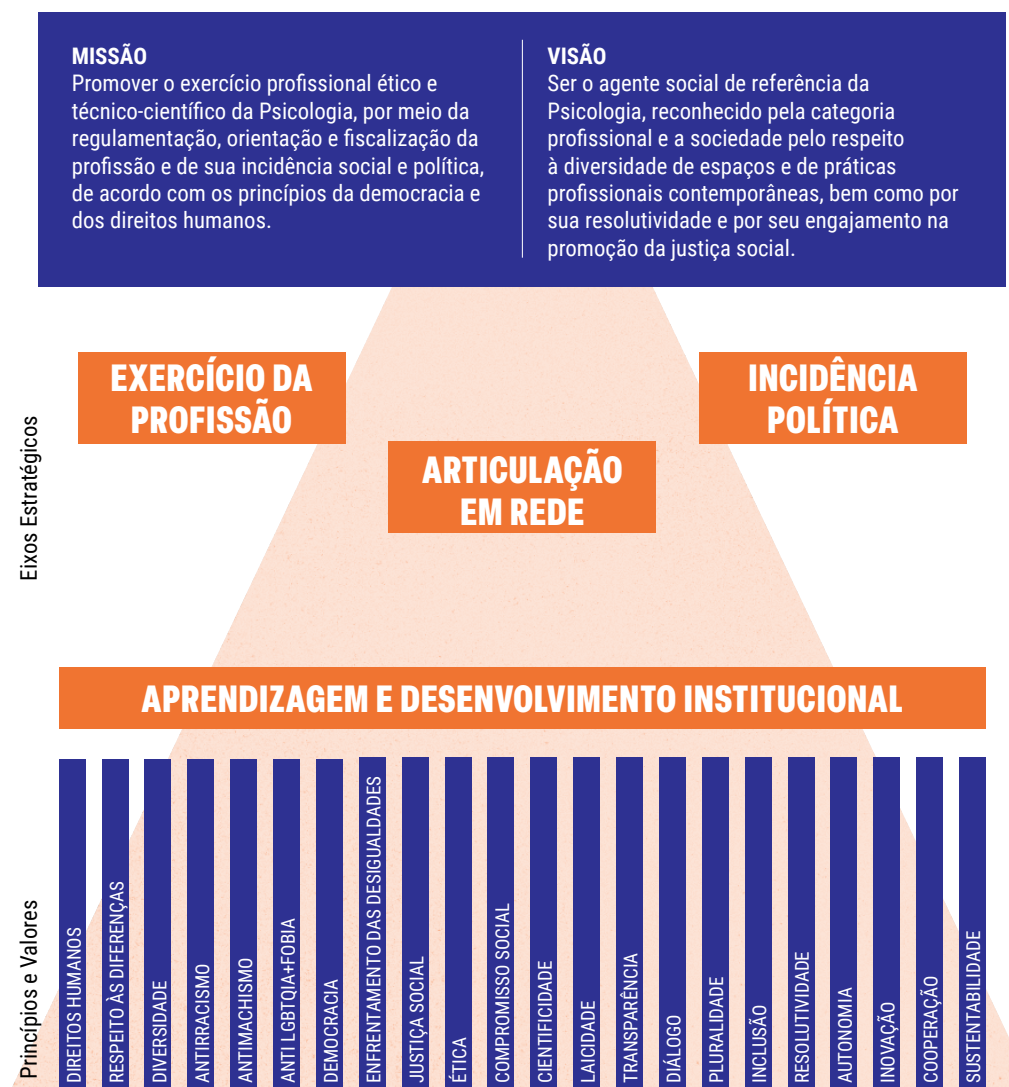 MISSÃO
Promover o exercício profissional ético e
técnico-científico da Psicologia, por meio da
regulamentação, orientação e fiscalização da
profissão e de sua incidência social e política,
de acordo com os princípios da democracia e
dos direitos humanos.
VISÃO
Ser o agente social de referência da
Psicologia, reconhecido pela categoria
profissional e a sociedade pelo respeito
à diversidade de espaços e de práticas
profissionais contemporâneas, bem como por
sua resolutividade e por seu engajamento na
promoção da justiça social.
Eixos Estratégicos
EXERCÍCIO DA
PROFISSÃO
INCIDÊNCIA
POLÍTICA
ARTICULAÇÃO
EM REDE
APRENDIZAGEM E DESENVOLVIMENTO INSTITUCIONAL
Princípios e Valores
DIREITOS HUMANOS
RESPEITO ÀS DIFERENÇAS
DIVERSIDADE
ANTIRRACISMO
ANTIMACHISMO
ANTI LGBTQIA+FOBIA
DEMOCRACIA
ENFRENTAMENTO DAS DESIGUALDADES
JUSTIÇA SOCIAL
ÉTICA
COMPROMISSO SOCIAL
CIENTIFICIDADE
LAICIDADE
TRANSPARÊNCIA
DIÁLOGO
PLURALIDADE
INCLUSÃO
RESOLUTIVIDADE
AUTONOMIA
INOVAÇÃO
COOPERAÇÃO
SUSTENTABILIDADE